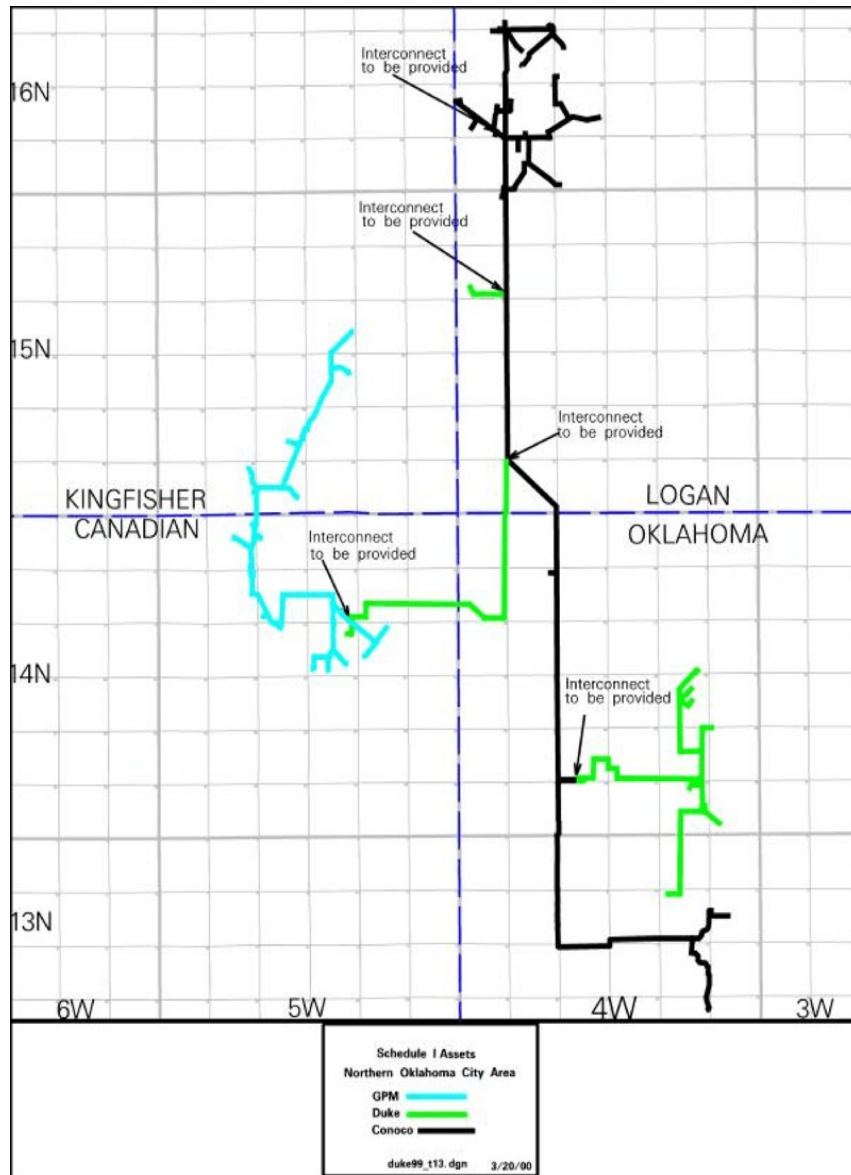 Interconnect
to be provided
16N
Interconnect
to be provided
15N
Interconnect
to be provided
KINGFISHER
CANADIAN
LOGAN
OKLAHOMA
Interconnect
to be provided
14N
Interconnect
to be provided
13N
6W
5W
4W
3W
Schedule I Assets
Northern Oklahoma City Area
GPM
Duke
Conoco
duke99_t13.dgn 3/20/00